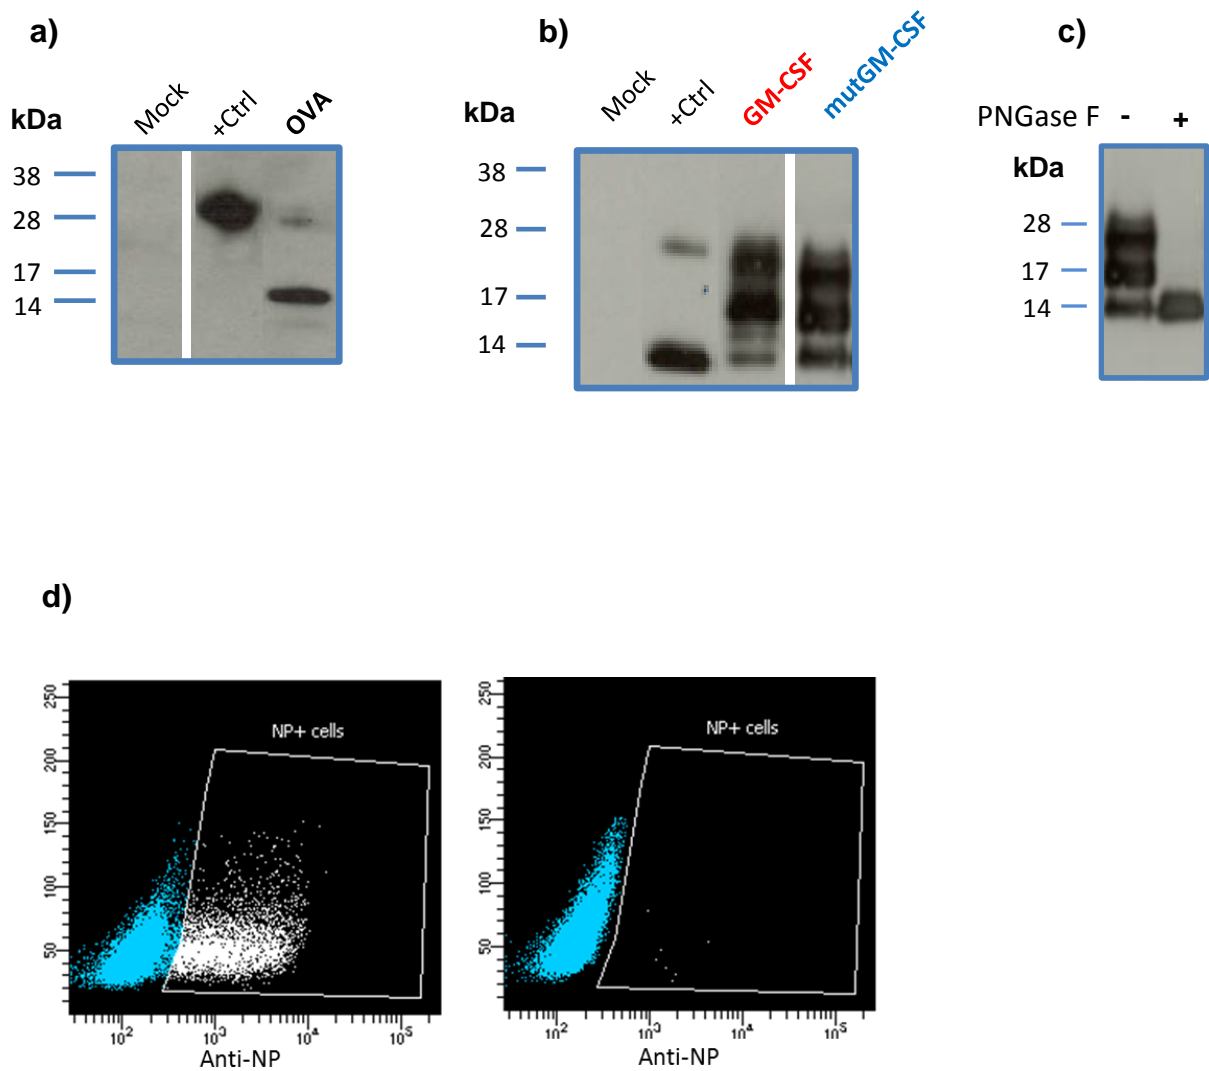 a)
kDa
Mock
+Ctrl
OVA
38
28
17
14
b)
kDa
Mock
+Ctrl
GM-CSF
mutGM-CSF
38
28
17
14
c)
PNGase F - +
kDa
28
17
14
d)
NP+ cells
250
200
150
100
50
10² 10³ 10⁴ 10⁵
Anti-NP
NP+ cells
250
200
150
100
50
10² 10³ 10⁴ 10⁵
Anti-NP